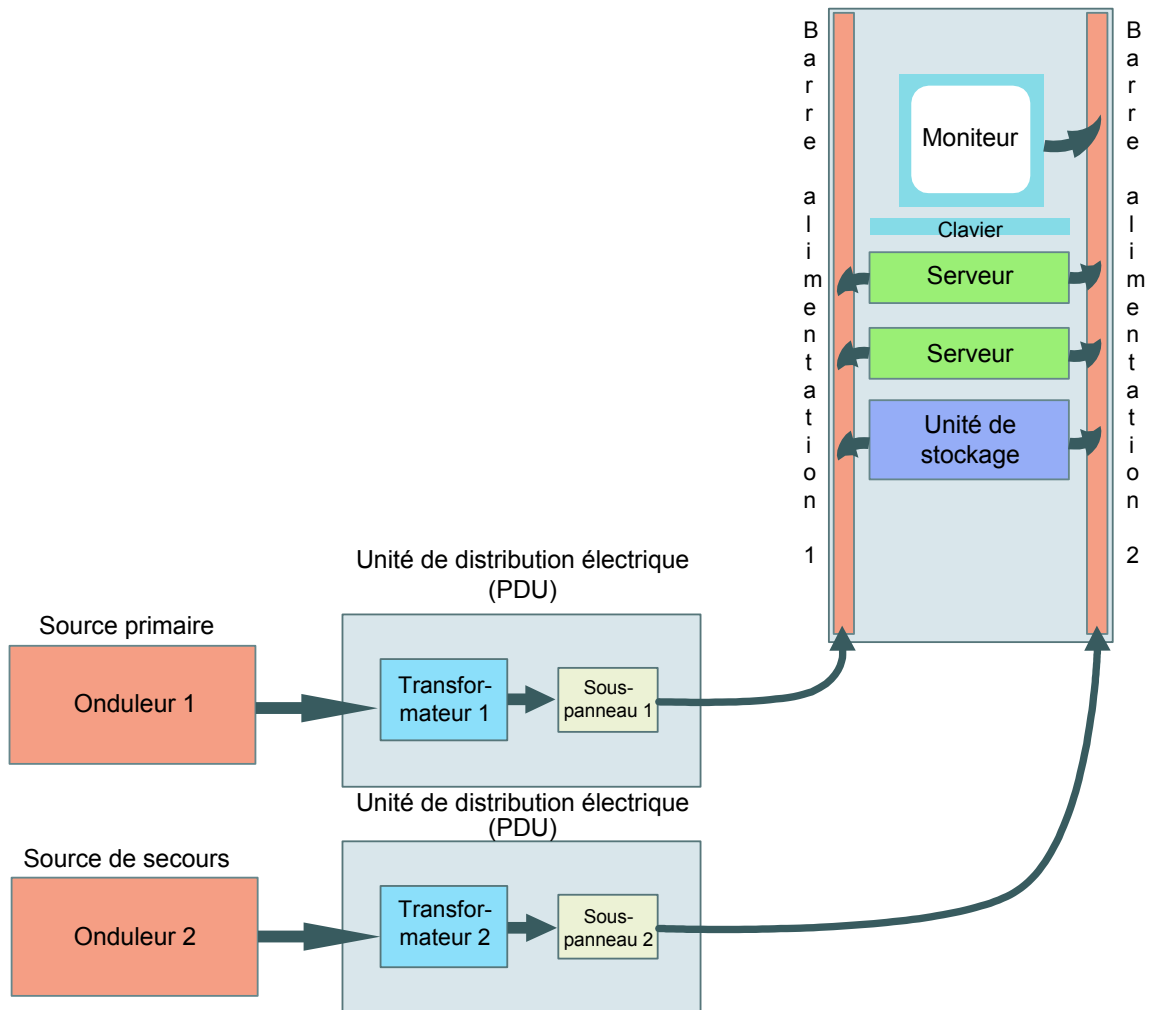 Barre alimentation 1
Barre alimentation 2
Moniteur
Clavier
Serveur
Serveur
Unité de
stockage
Unité de distribution électrique
(PDU)
Source primaire
Onduleur 1
Transfor-
mateur 1
Sous-
panneau 1
Unité de distribution électrique
(PDU)
Source de secours
Onduleur 2
Transfor-
mateur 2
Sous-
panneau 2